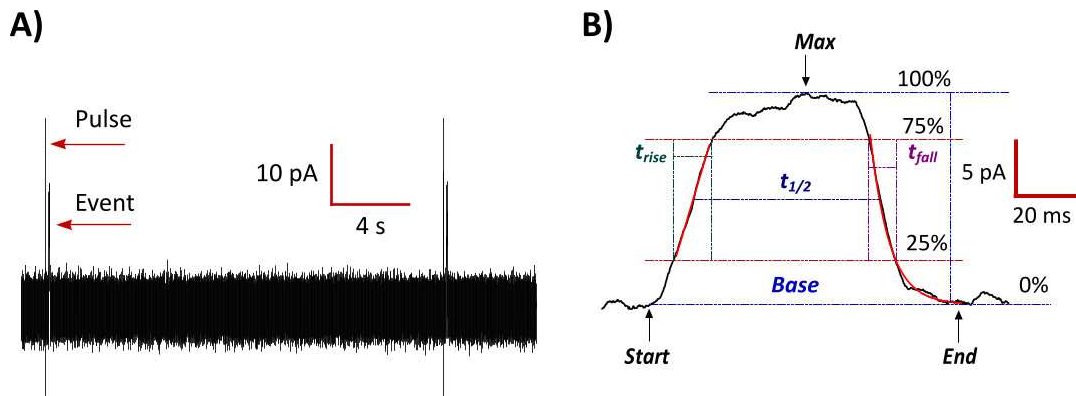 A)
Pulse
Event
10 pA
4 s
B)
Max
100%
75%
t_rise
t_fall
t_1/2
5 pA
20 ms
25%
Base
0%
Start
End